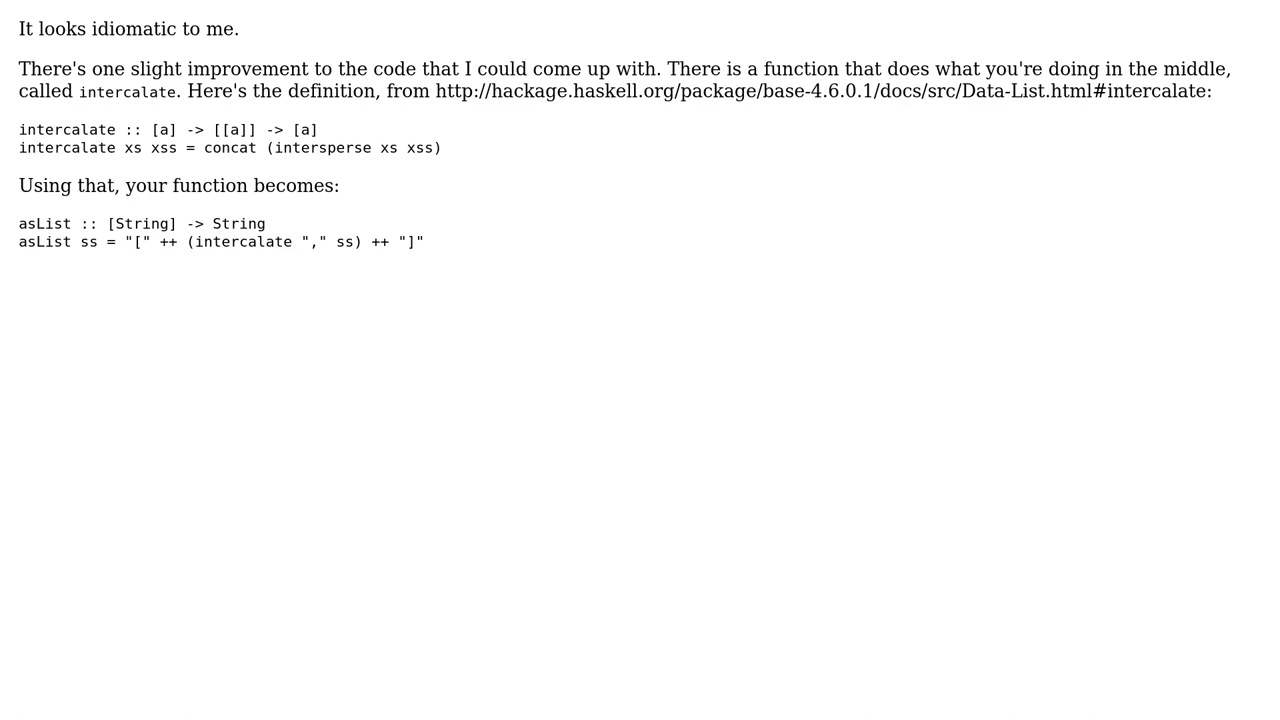 It looks idiomatic to me.
There's one slight improvement to the code that I could come up with. There is a function that does what you're doing in the middle,
called intercalate. Here's the definition, from http://hackage.haskell.org/package/base-4.6.0.1/docs/src/Data-List.html#intercalate:
intercalate :: [a] -> [[a]] -> [a]
intercalate xs xss = concat (intersperse xs xss)
Using that, your function becomes:
asList :: [String] -> String
asList ss = "[" ++ (intercalate "," ss) ++ "]"